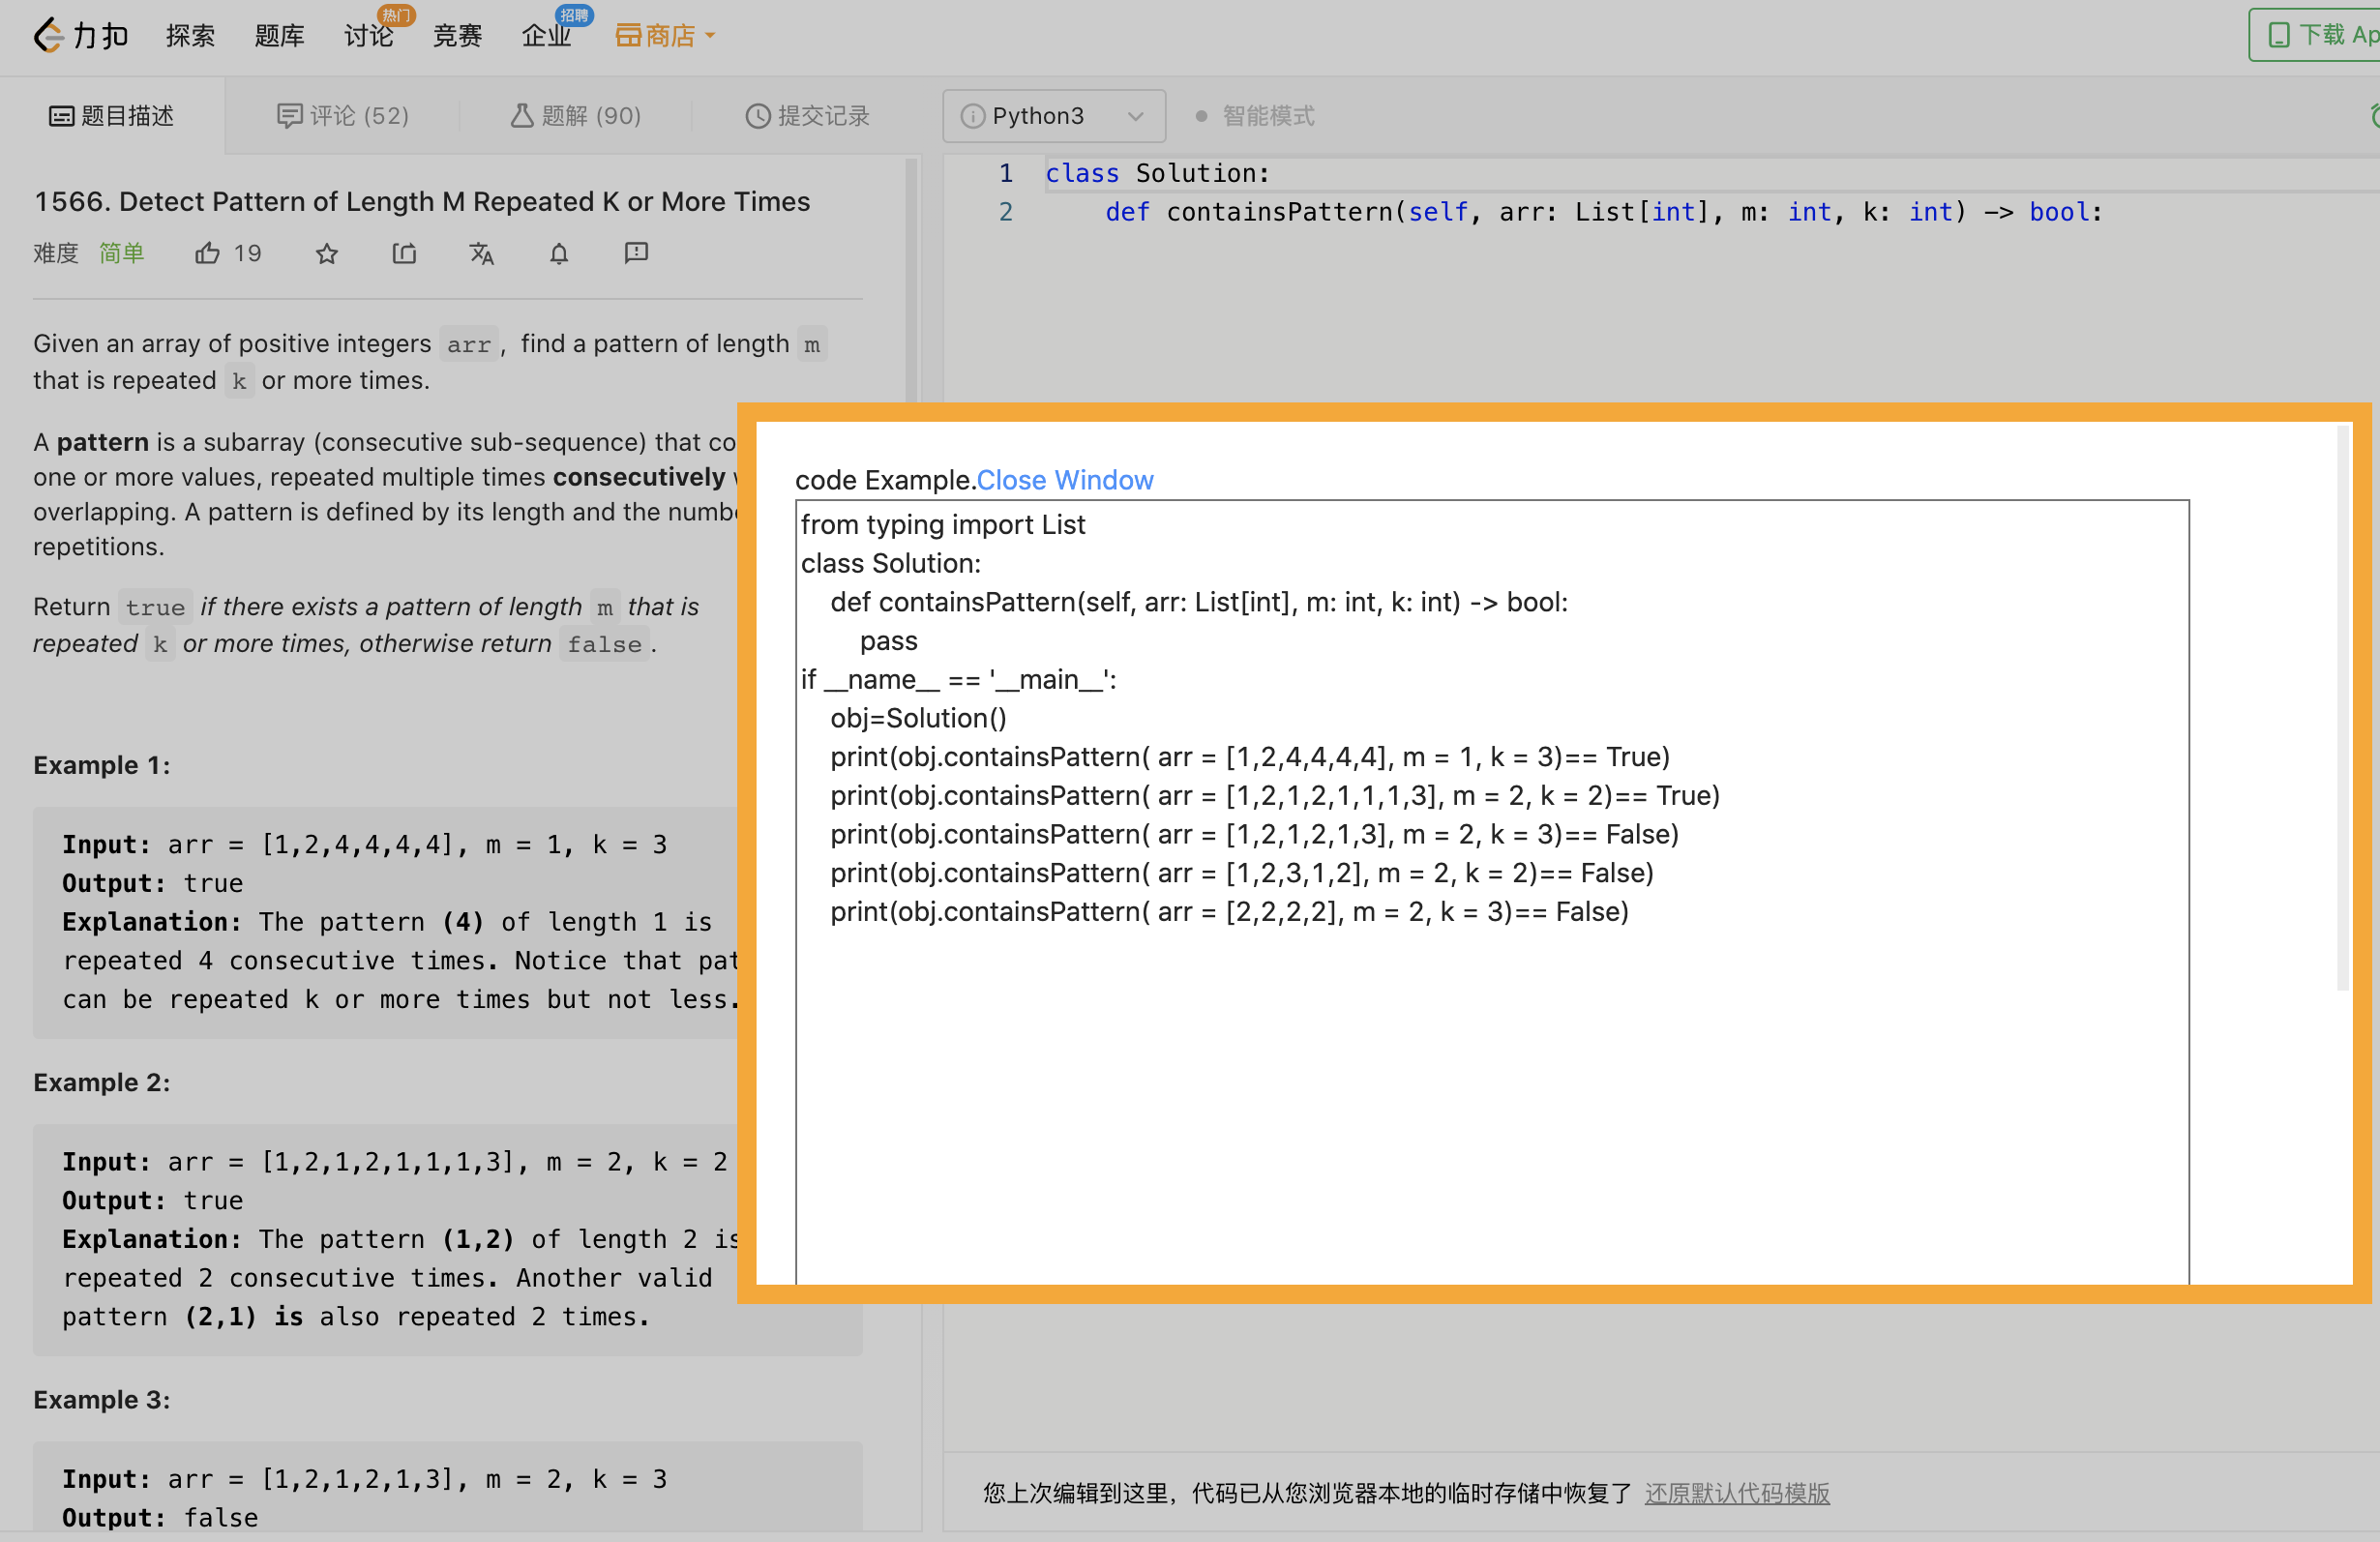 力扣 探索 题库 讨论 热门 竞赛 企业 招聘 商店 下载 Ap
题目描述 评论 (52) 题解 (90) 提交记录
1566. Detect Pattern of Length M Repeated K or More Times
难度 简单 19
Given an array of positive integers arr, find a pattern of length m
that is repeated k or more times.
A pattern is a subarray (consecutive sub-sequence) that co
one or more values, repeated multiple times consecutively
overlapping. A pattern is defined by its length and the numbe
repetitions.
Return true if there exists a pattern of length m that is
repeated k or more times, otherwise return false.
Example 1:
Input: arr = [1,2,4,4,4,4], m = 1, k = 3
Output: true
Explanation: The pattern (4) of length 1 is
repeated 4 consecutive times. Notice that pat
can be repeated k or more times but not less.
Example 2:
Input: arr = [1,2,1,2,1,1,1,3], m = 2, k = 2
Output: true
Explanation: The pattern (1,2) of length 2 is
repeated 2 consecutive times. Another valid
pattern (2,1) is also repeated 2 times.
Example 3:
Input: arr = [1,2,1,2,1,3], m = 2, k = 3
Output: false
Python3 智能模式
1 class Solution:
2 def containsPattern(self, arr: List[int], m: int, k: int) -> bool:
code Example.Close Window
from typing import List
class Solution:
def containsPattern(self, arr: List[int], m: int, k: int) -> bool:
pass
if __name__ == '__main__':
obj=Solution()
print(obj.containsPattern( arr = [1,2,4,4,4,4], m = 1, k = 3)== True)
print(obj.containsPattern( arr = [1,2,1,2,1,1,1,3], m = 2, k = 2)== True)
print(obj.containsPattern( arr = [1,2,1,2,1,3], m = 2, k = 3)== False)
print(obj.containsPattern( arr = [1,2,3,1,2], m = 2, k = 2)== False)
print(obj.containsPattern( arr = [2,2,2,2], m = 2, k = 3)== False)
您上次编辑到这里，代码已从您浏览器本地的临时存储中恢复了 还原默认代码模版